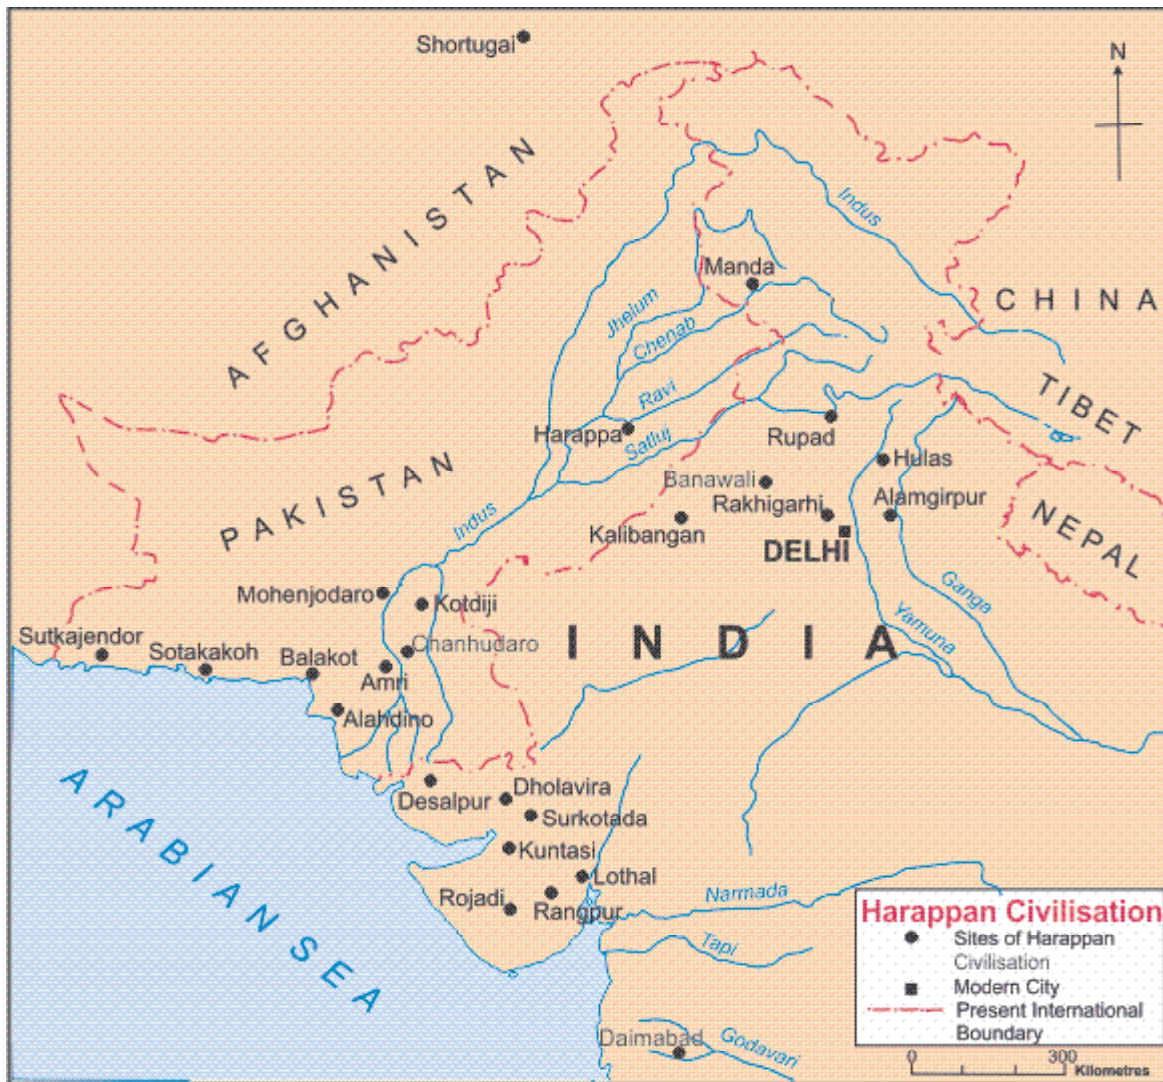 Shortugai
N
AFGHANISTAN
Indus
Manda
CHINA
Jhelum
Chenab
Ravi
TIBET
Harappa
Satluj
Rupad
PAKISTAN
Hulas
Banawali
Indus
Rakhigarhi
Alamgirpur
Kalibangan
NEPAL
DELHI
Mohenjodaro
Kotdiji
Ganga
Yamuna
Sutkajendor
Sotakakoh
Balakot
Chanhudaro
INDIA
Amri
Alahdino
ARABIAN SEA
Desalpur
Dholavira
Surkotada
Kuntasi
Lothal
Rojadi
Rangpur
Narmada
Tapi
Daimabad
Godavari
Harappan Civilisation
Sites of Harappan
Civilisation
Modern City
Present International
Boundary
0 300
Kilometres